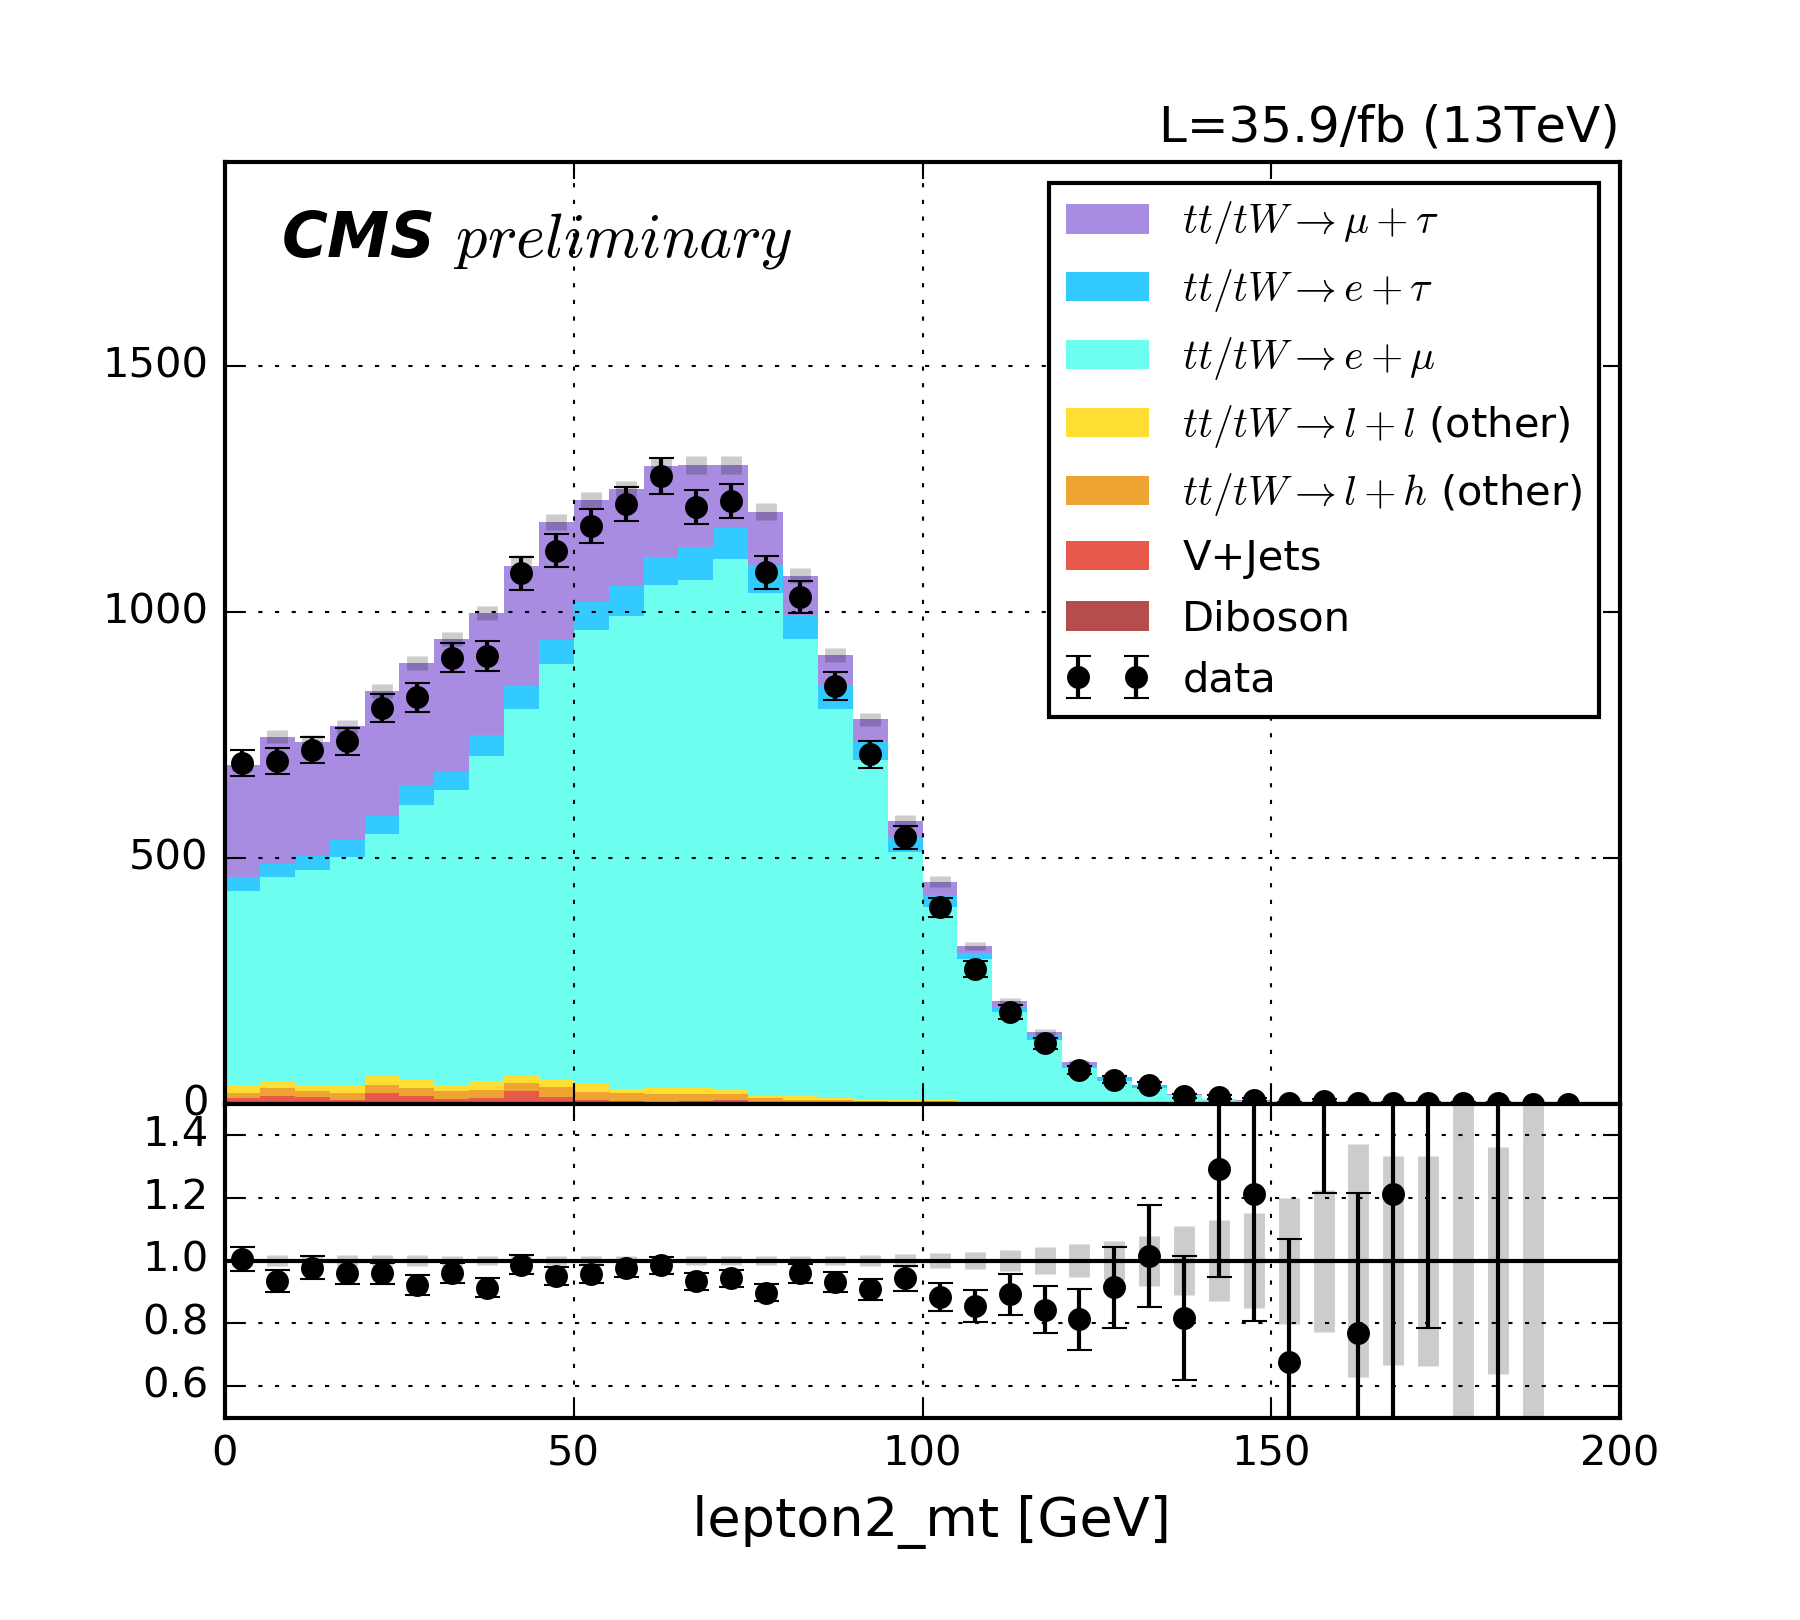 L=35.9/fb (13TeV)
CMS preliminary
tt/tW→μ+τ
tt/tW→e+τ
tt/tW→e+μ
tt/tW→l+l (other)
tt/tW→l+h (other)
V+Jets
Diboson
data
1500
1000
500
0
1.4
1.2
1.0
0.8
0.6
0 50 100 150 200
lepton2_mt [GeV]